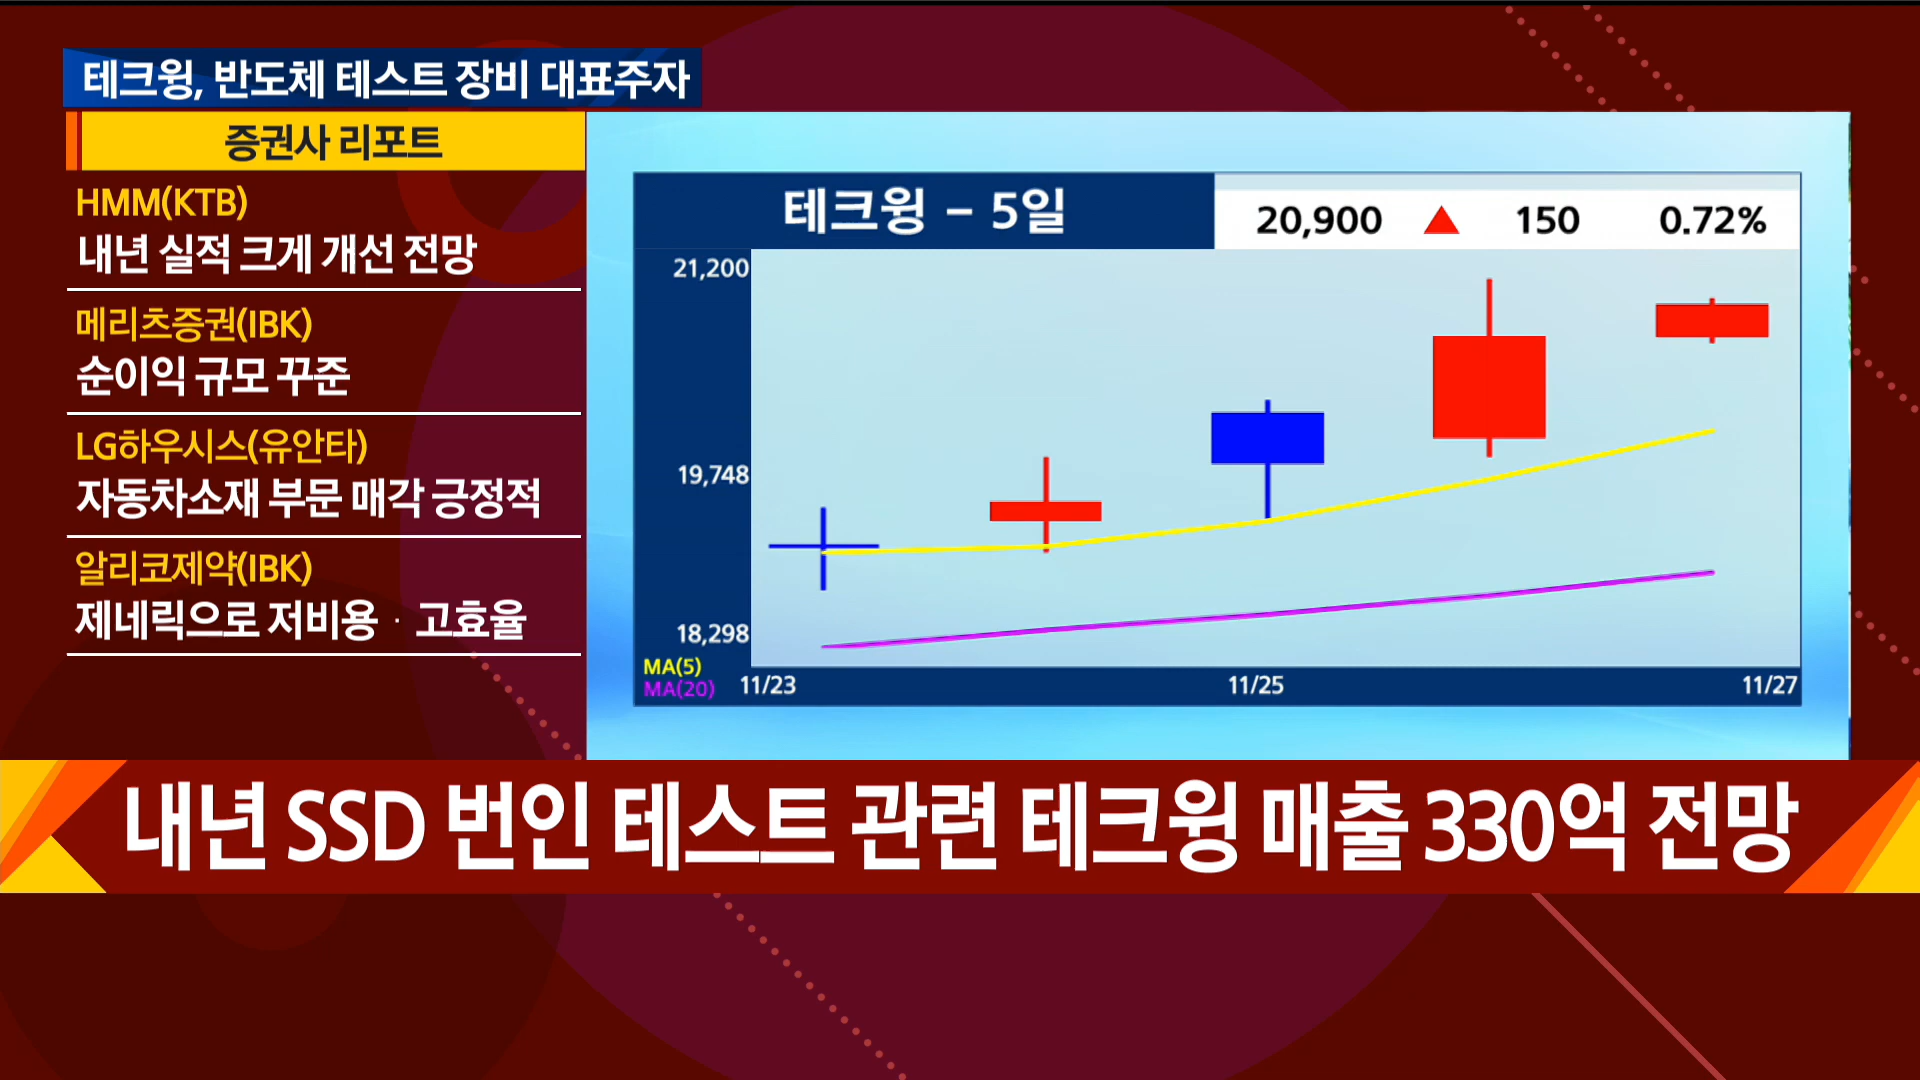 테크윙, 반도체 테스트 장비 대표주자
증권사 리포트
HMM(KTB)
내년 실적 크게 개선 전망
메리츠증권(IBK)
순이익 규모 꾸준
LG하우시스(유안타)
자동차소재 부문 매각 긍정적
알리코제약(IBK)
제네릭으로 저비용 · 고효율
테크윙 - 5일
20,900 ▲ 150 0.72%
21,200
19,748
18,298
MA(5)
MA(20)
11/23 11/25 11/27
내년 SSD 번인 테스트 관련 테크윙 매출 330억 전망